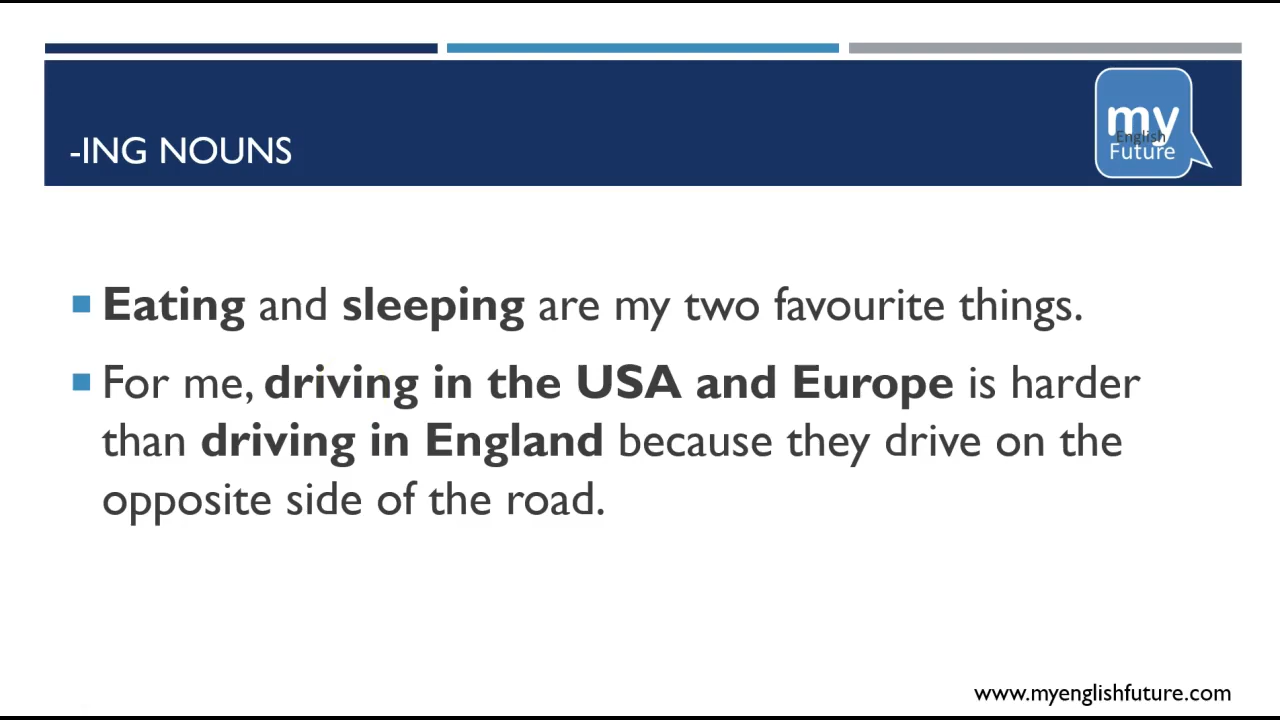 -ING NOUNS
my
English
Future
Eating and sleeping are my two favourite things.
For me, driving in the USA and Europe is harder
than driving in England because they drive on the
opposite side of the road.
www.myenglishfuture.com